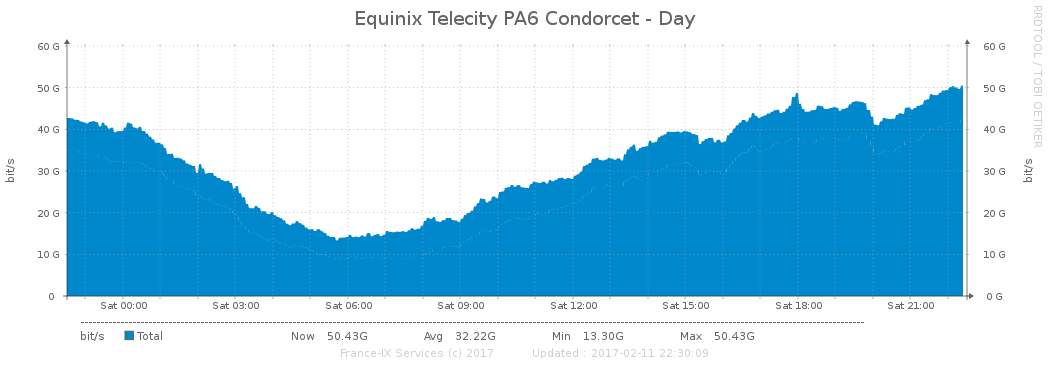 Equinix Telecity PA6 Condorcet - Day
RRDTOOL / TOBI OETIKER
60 G 60 G
50 G 50 G
40 G 40 G
30 G 30 G
20 G 20 G
10 G 10 G
0 0 G
bit/s bit/s
Sat 00:00 Sat 03:00 Sat 06:00 Sat 09:00 Sat 12:00 Sat 15:00 Sat 18:00 Sat 21:00
bit/s Total Now 50.43G Avg 32.22G Min 13.30G Max 50.43G
France-IX Services (c) 2017 Updated : 2017-02-11 22:30:09